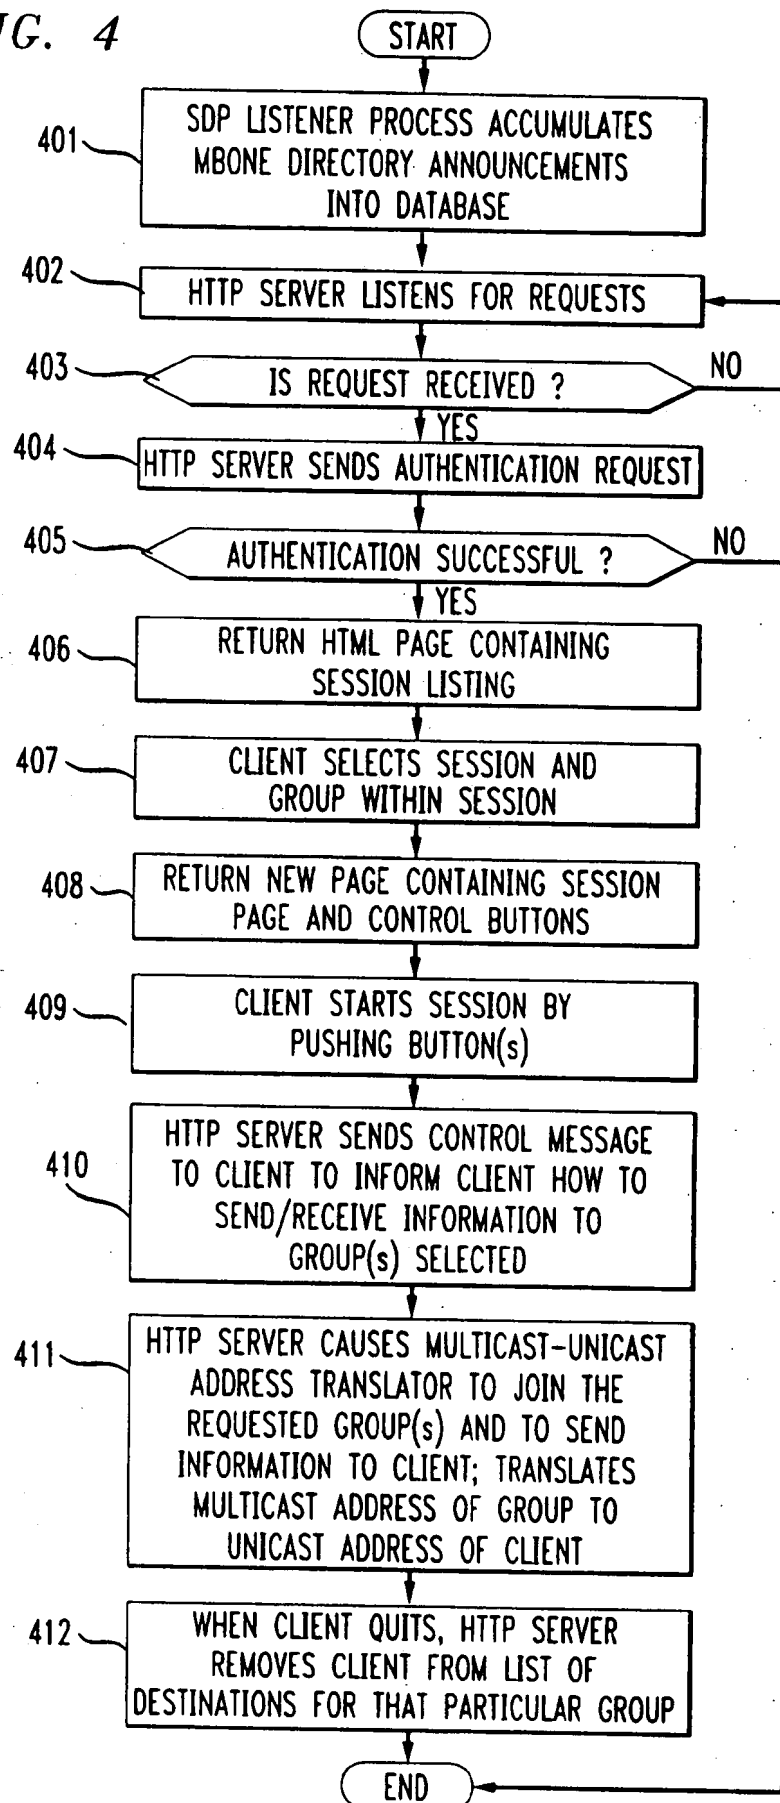 IG. 4
START
401
SDP LISTENER PROCESS ACCUMULATES
MBONE DIRECTORY ANNOUNCEMENTS
INTO DATABASE
402
HTTP SERVER LISTENS FOR REQUESTS
403
IS REQUEST RECEIVED ?
NO
YES
404
HTTP SERVER SENDS AUTHENTICATION REQUEST
405
AUTHENTICATION SUCCESSFUL ?
NO
YES
406
RETURN HTML PAGE CONTAINING
SESSION LISTING
407
CLIENT SELECTS SESSION AND
GROUP WITHIN SESSION
408
RETURN NEW PAGE CONTAINING SESSION
PAGE AND CONTROL BUTTONS
409
CLIENT STARTS SESSION BY
PUSHING BUTTON(s)
410
HTTP SERVER SENDS CONTROL MESSAGE
TO CLIENT TO INFORM CLIENT HOW TO
SEND/RECEIVE INFORMATION TO
GROUP(s) SELECTED
411
HTTP SERVER CAUSES MULTICAST-UNICAST
ADDRESS TRANSLATOR TO JOIN THE
REQUESTED GROUP(s) AND TO SEND
INFORMATION TO CLIENT; TRANSLATES
MULTICAST ADDRESS OF GROUP TO
UNICAST ADDRESS OF CLIENT
412
WHEN CLIENT QUITS, HTTP SERVER
REMOVES CLIENT FROM LIST OF
DESTINATIONS FOR THAT PARTICULAR GROUP
END